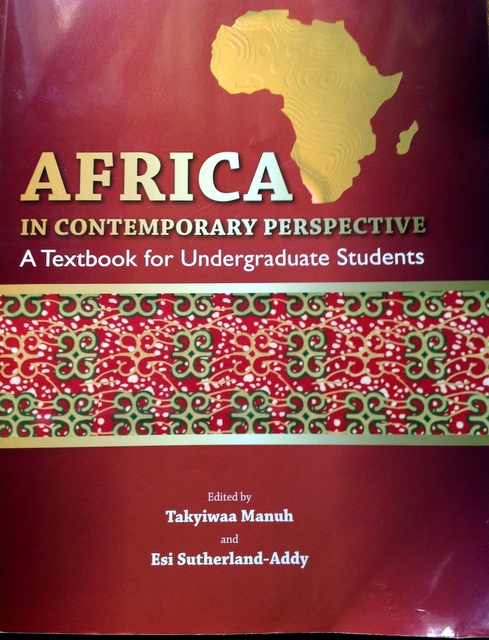 AFRICA
IN CONTEMPORARY PERSPECTIVE
A Textbook for Undergraduate Students
Edited by
Takyiwaa Manuh
and
Esi Sutherland-Addy